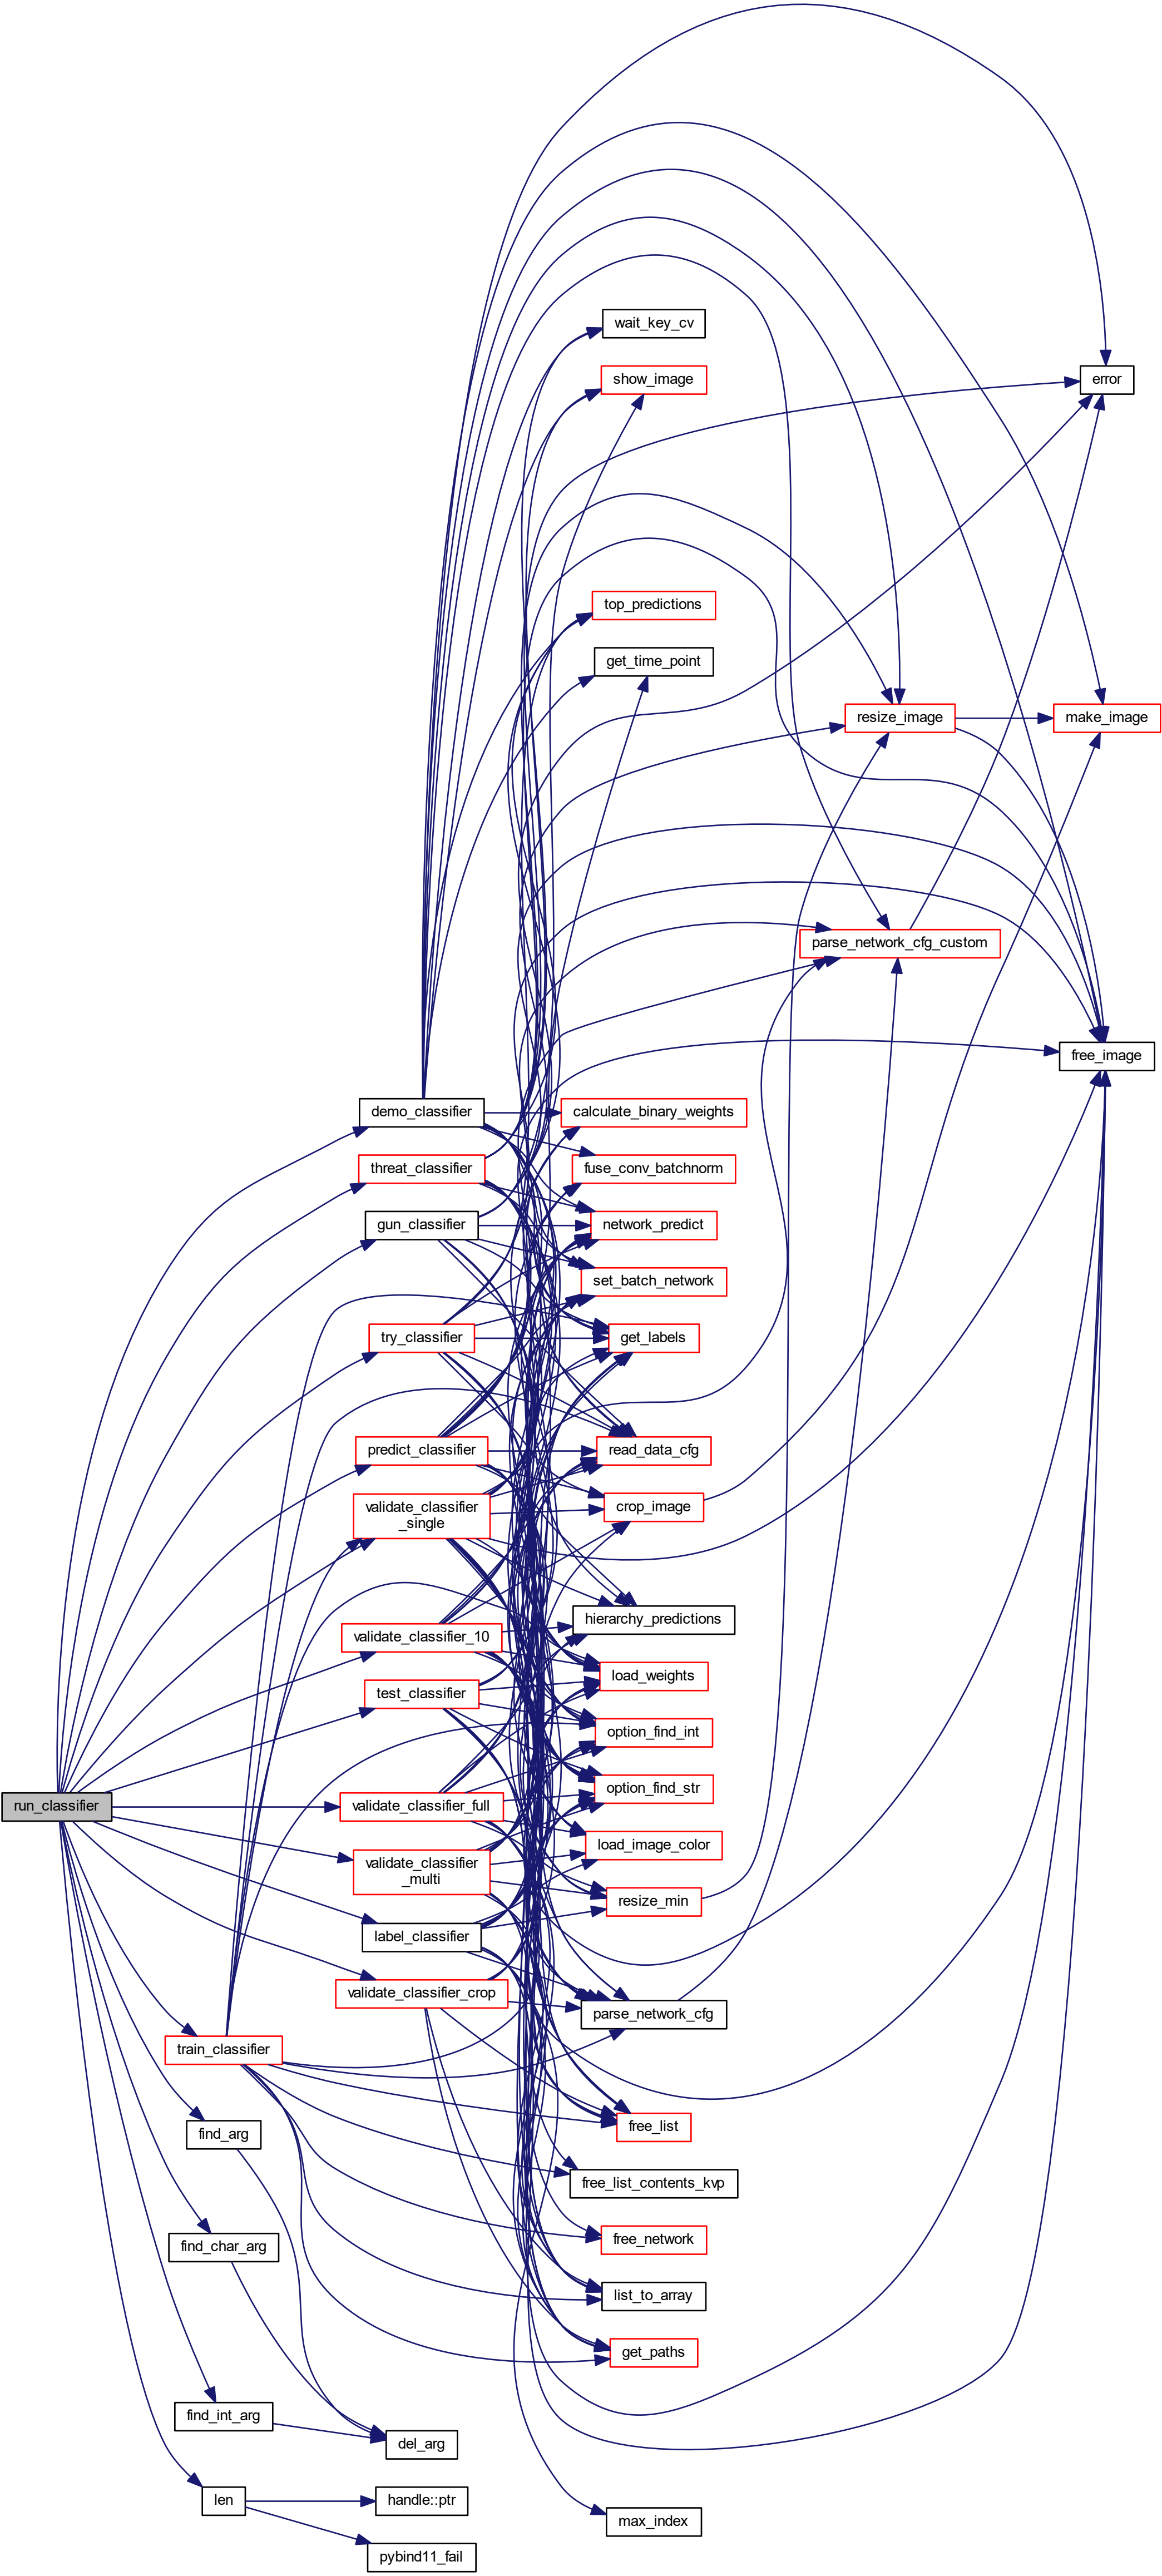 wait_key_cv
show_image
error
top_predictions
get_time_point
resize_image
make_image
parse_network_cfg_custom
free_image
demo_classifier
calculate_binary_weights
threat_classifier
fuse_conv_batchnorm
gun_classifier
network_predict
set_batch_network
try_classifier
get_labels
predict_classifier
read_data_cfg
validate_classifier
_single
crop_image
hierarchy_predictions
validate_classifier_10
load_weights
test_classifier
option_find_int
option_find_str
run_classifier
validate_classifier_full
load_image_color
validate_classifier
_multi
resize_min
label_classifier
validate_classifier_crop
parse_network_cfg
train_classifier
free_list
find_arg
free_list_contents_kvp
free_network
find_char_arg
list_to_array
get_paths
find_int_arg
del_arg
len
handle::ptr
max_index
pybind11_fail